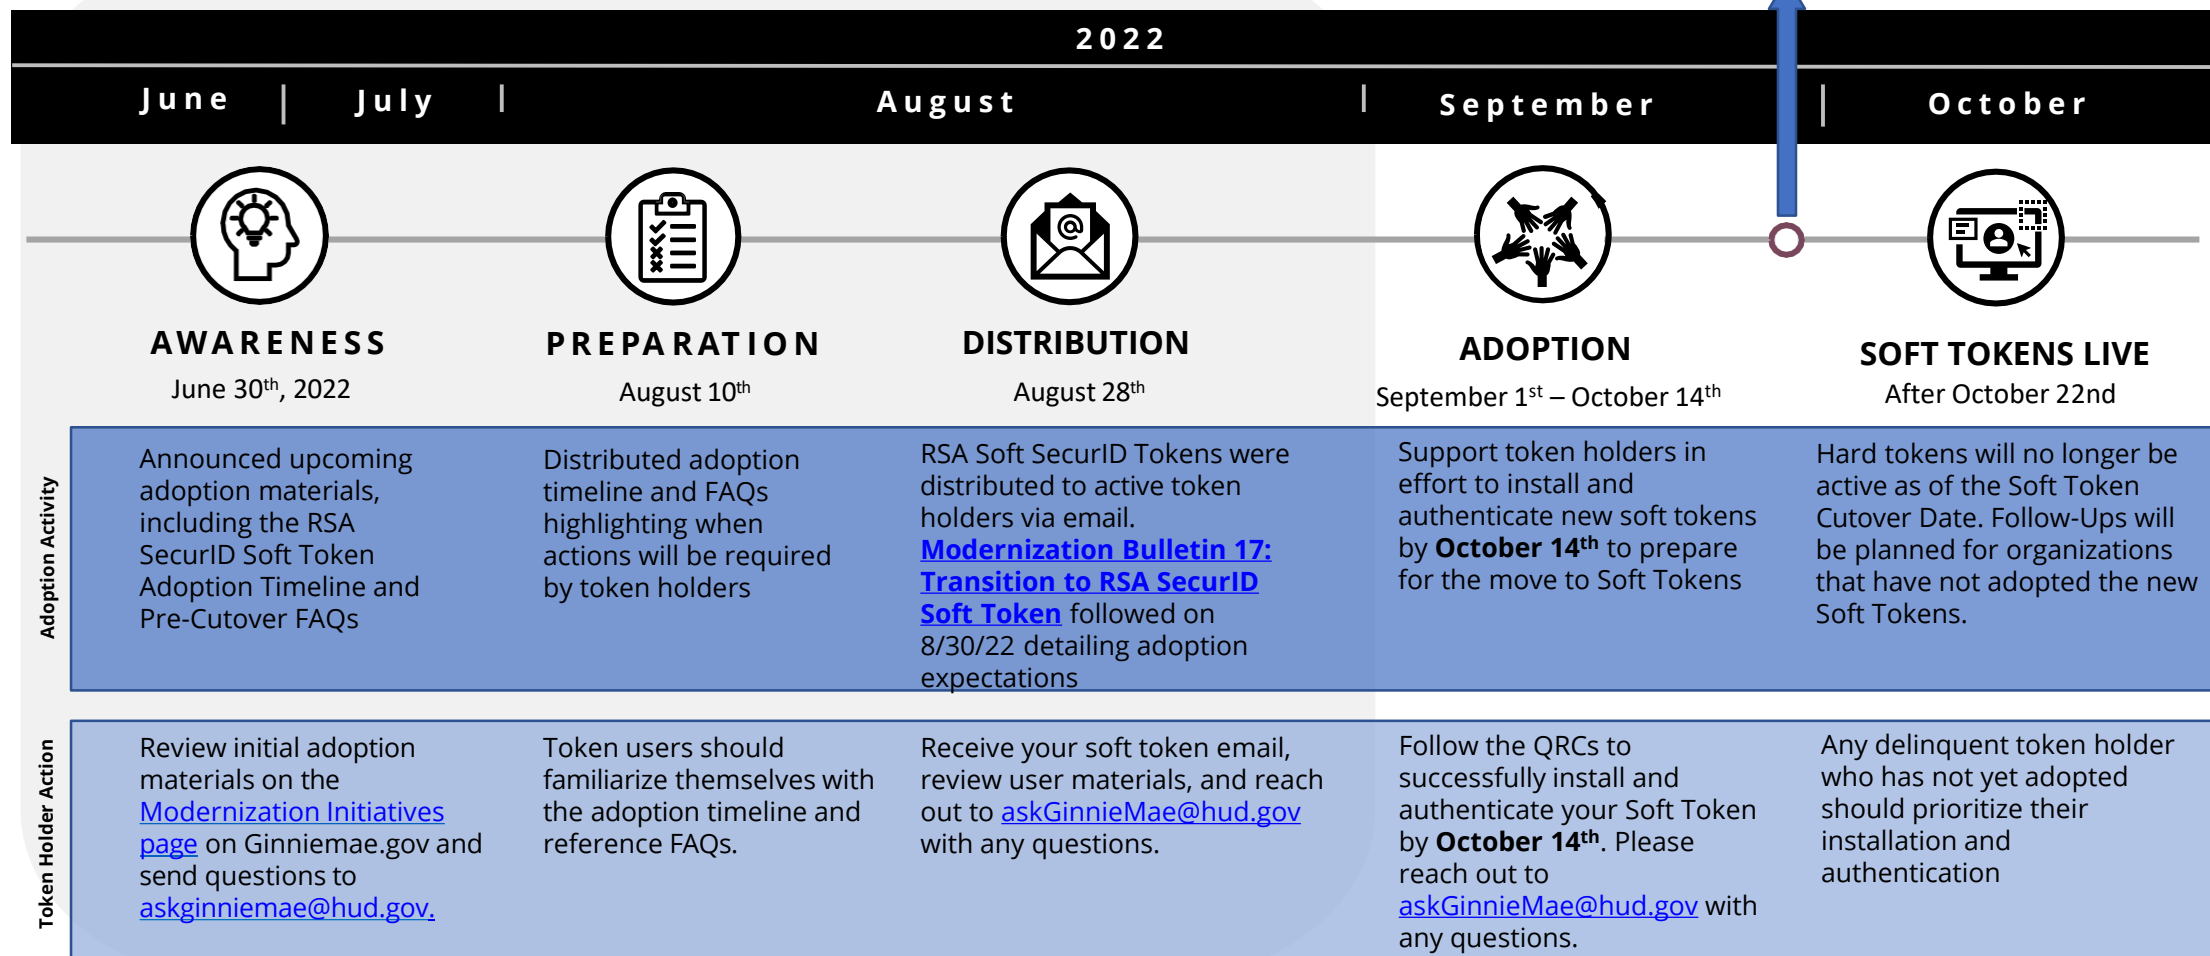 2022
June
July
August
September
October
AWARENESS
June 30th, 2022
PREPARATION
August 10th
DISTRIBUTION
August 28th
ADOPTION
September 1st – October 14th
SOFT TOKENS LIVE
After October 22nd
Adoption Activity
Announced upcoming
adoption materials,
including the RSA
SecurID Soft Token
Adoption Timeline and
Pre-Cutover FAQs
Distributed adoption
timeline and FAQs
highlighting when
actions will be required
by token holders
RSA Soft SecurID Tokens were
distributed to active token
holders via email.
Modernization Bulletin 17:
Transition to RSA SecurID
Soft Token followed on
8/30/22 detailing adoption
expectations
Support token holders in
effort to install and
authenticate new soft tokens
by October 14th to prepare
for the move to Soft Tokens
Hard tokens will no longer be
active as of the Soft Token
Cutover Date. Follow-Ups will
be planned for organizations
that have not adopted the new
Soft Tokens.
Token Holder Action
Review initial adoption
materials on the
Modernization Initiatives
page on Ginniemae.gov and
send questions to
askginniemae@hud.gov.
Token users should
familiarize themselves with
the adoption timeline and
reference FAQs.
Receive your soft token email,
review user materials, and reach
out to askGinnieMae@hud.gov
with any questions.
Follow the QRCs to
successfully install and
authenticate your Soft Token
by October 14th. Please
reach out to
askGinnieMae@hud.gov with
any questions.
Any delinquent token holder
who has not yet adopted
should prioritize their
installation and
authentication